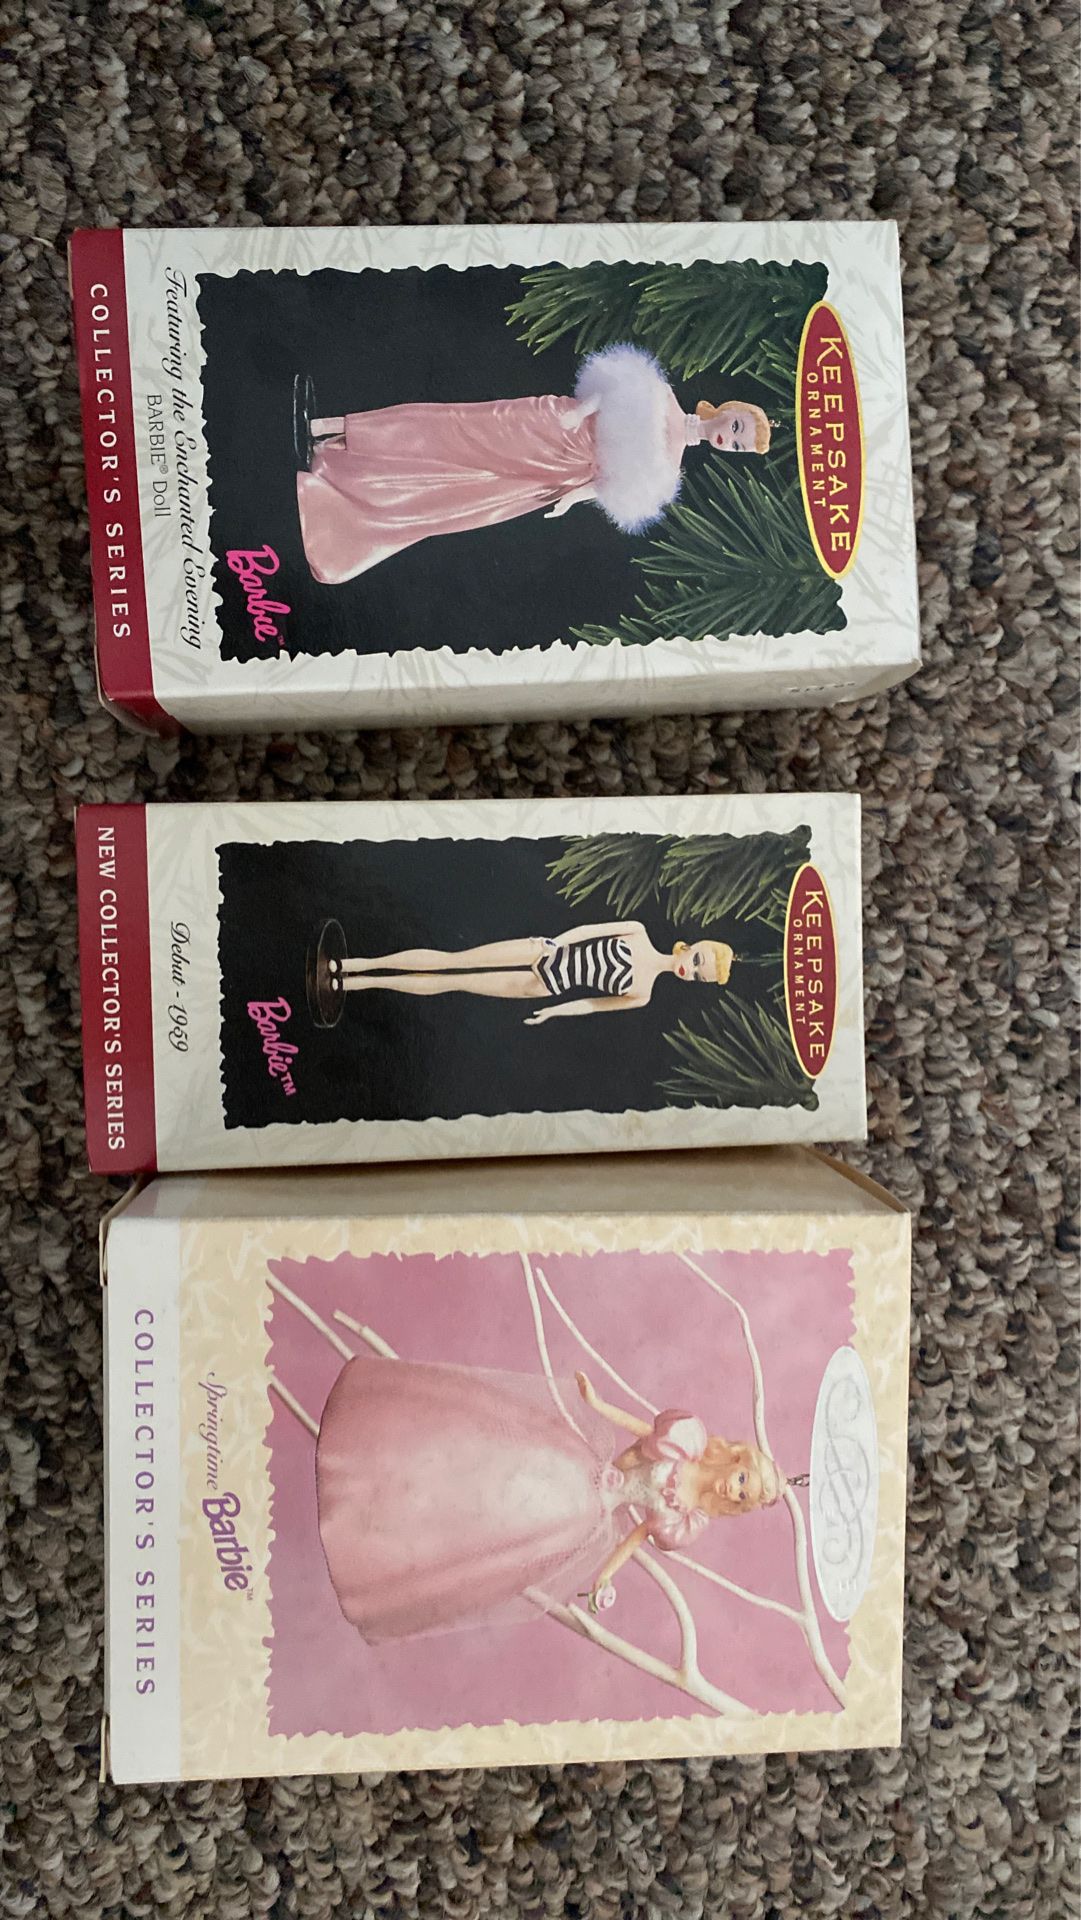 KEEPSAKE
ORNAMENT
Barbie™
Featuring the Enchanted Evening
BARBIE® Doll
COLLECTOR'S SERIES
KEEPSAKE
ORNAMENT
Barbie™
Debut - 1959
NEW COLLECTOR'S SERIES
Springtime Barbie™
COLLECTOR'S SERIES